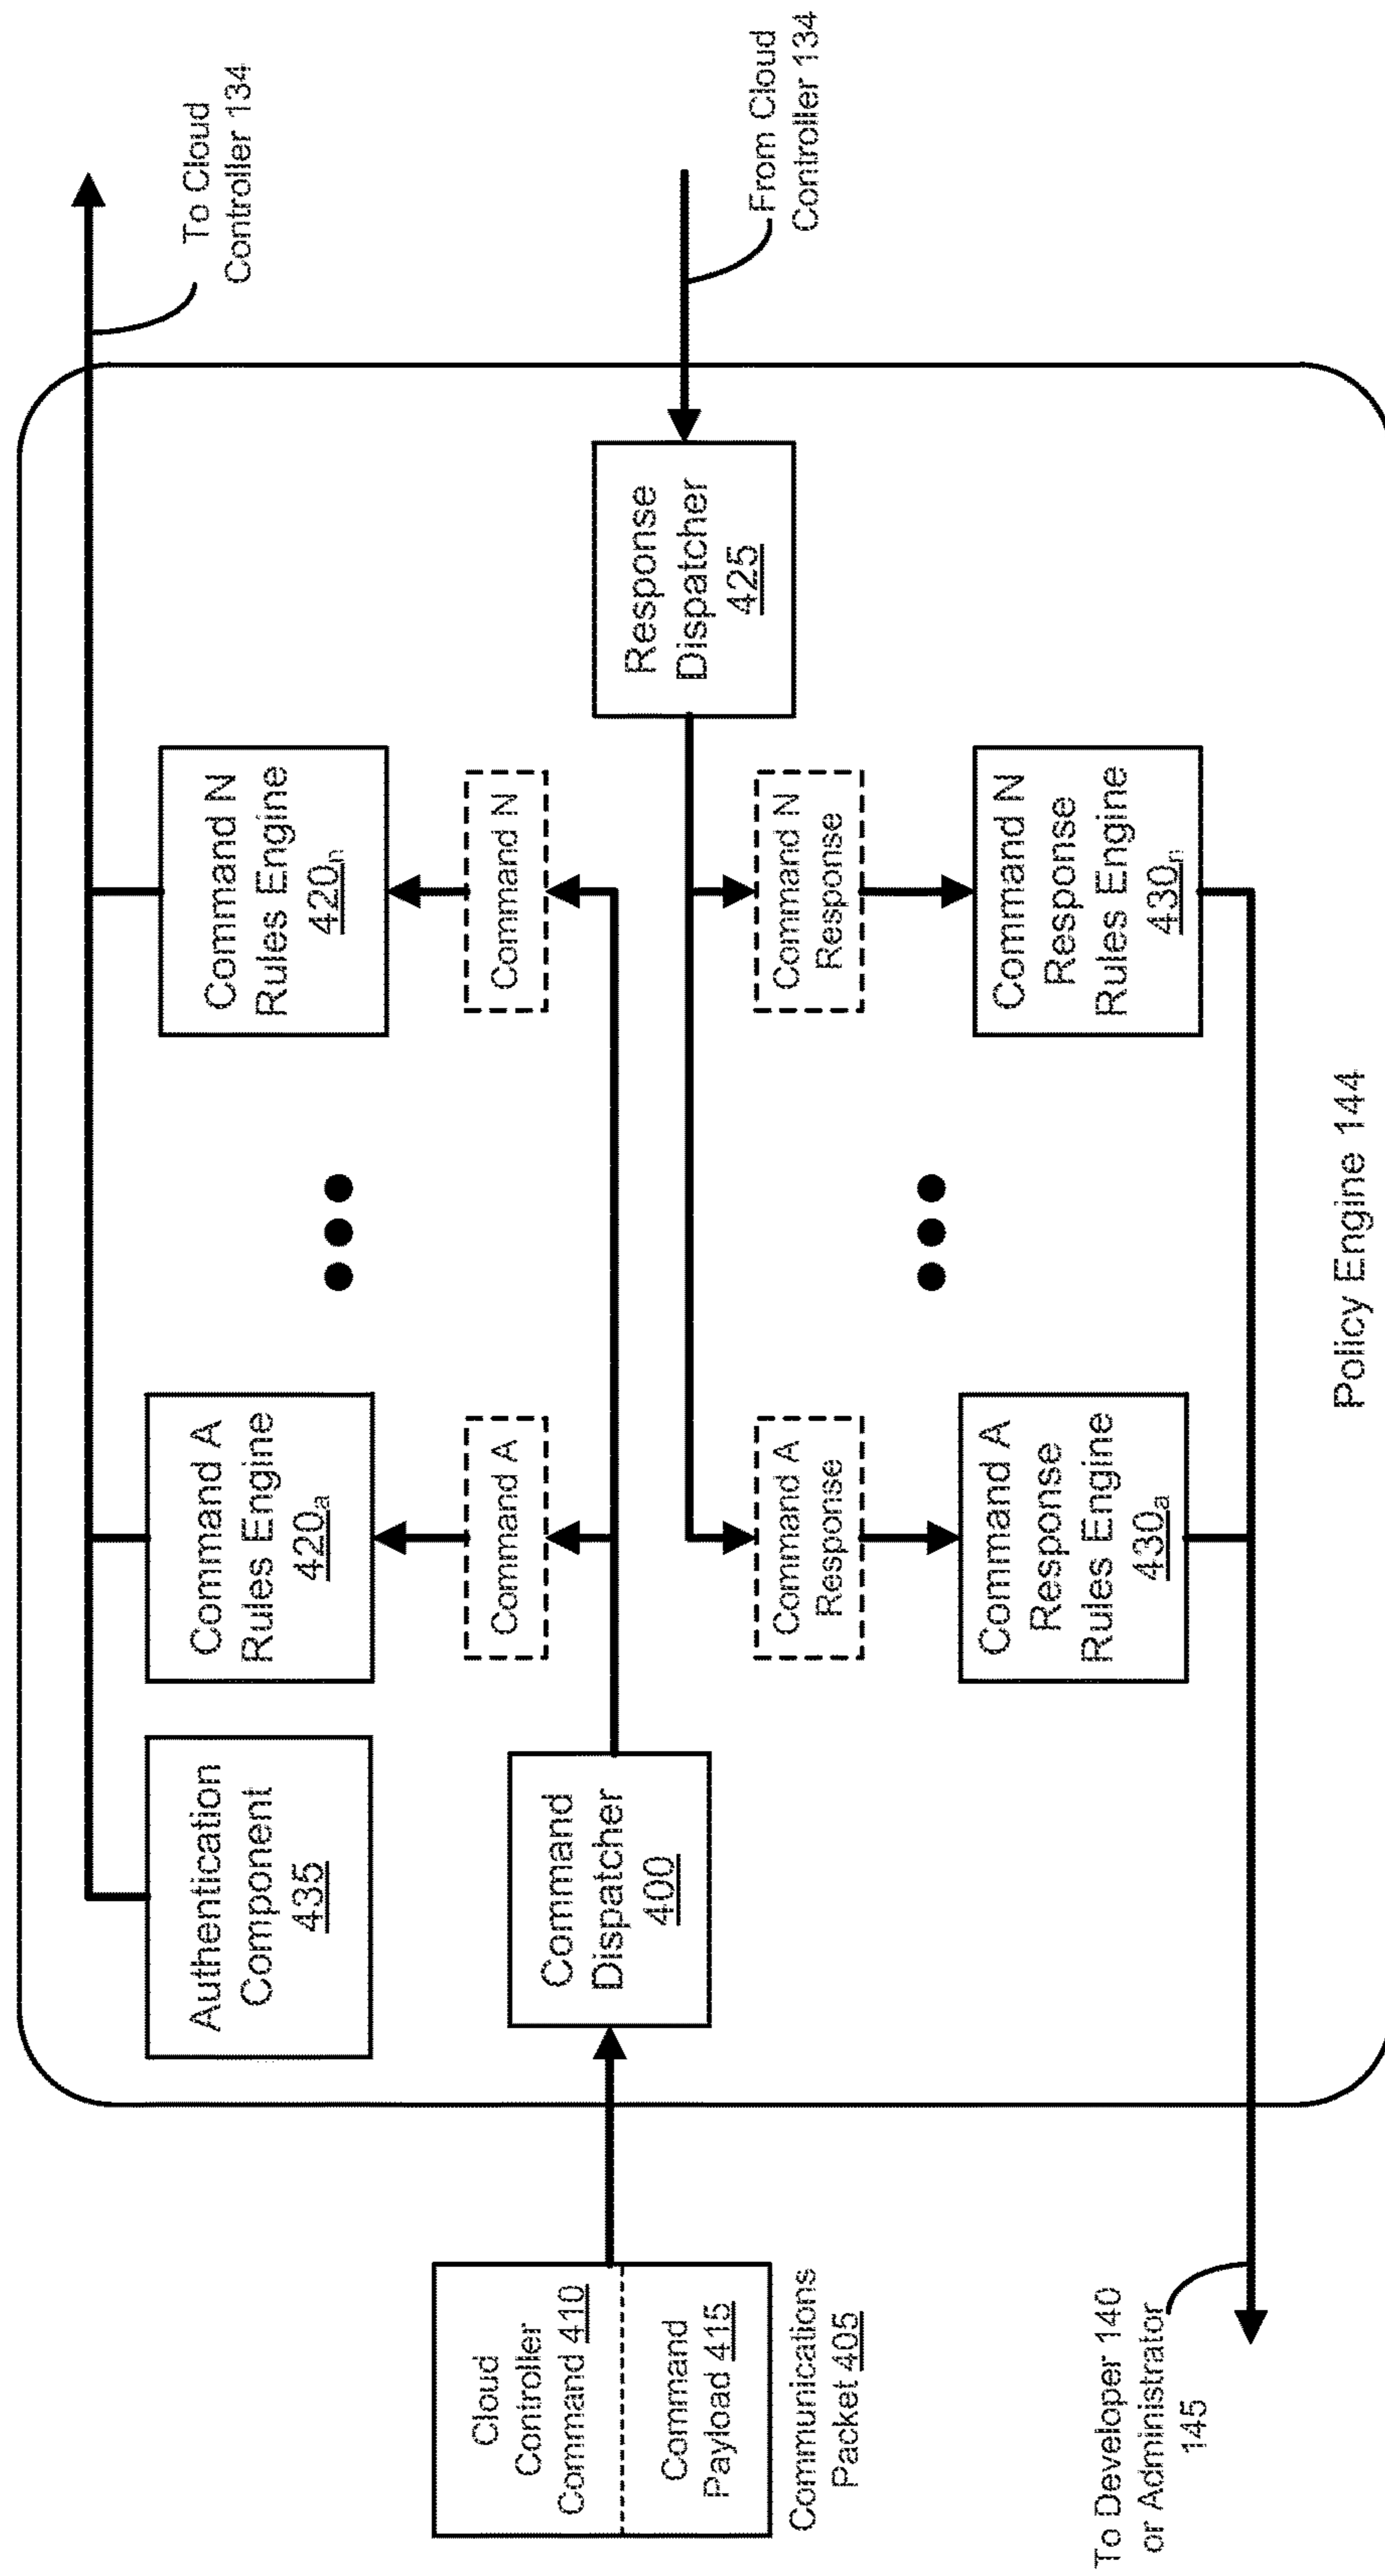 To Cloud
Controller 134
Authentication
Component
435
Command A
Rules Engine
420a
Command N
Rules Engine
420n
Command A
Command N
Cloud
Controller
Command 410
Command
Payload 415
Communications
Packet 405
Command
Dispatcher
400
Response
Dispatcher
425
From Cloud
Controller 134
Command A
Response
Command N
Response
Command A
Response
Rules Engine
430a
Command N
Response
Rules Engine
430n
To Developer 140
or Administrator
145
Policy Engine 144